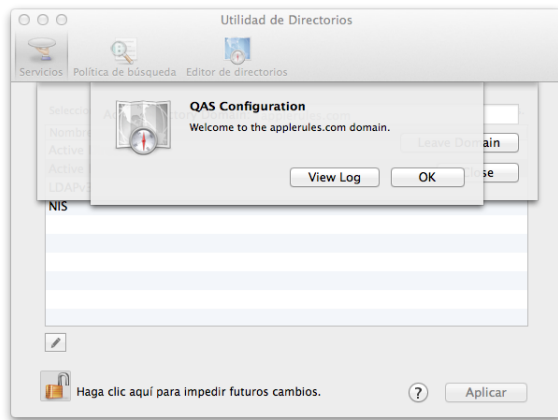 Utilidad de Directorios
Servicios Política de búsqueda Editor de directorios
QAS Configuration
Welcome to the applerules.com domain.
Leave Domain
View Log OK
LDAPv3
NIS
Haga clic aquí para impedir futuros cambios.
? Aplicar